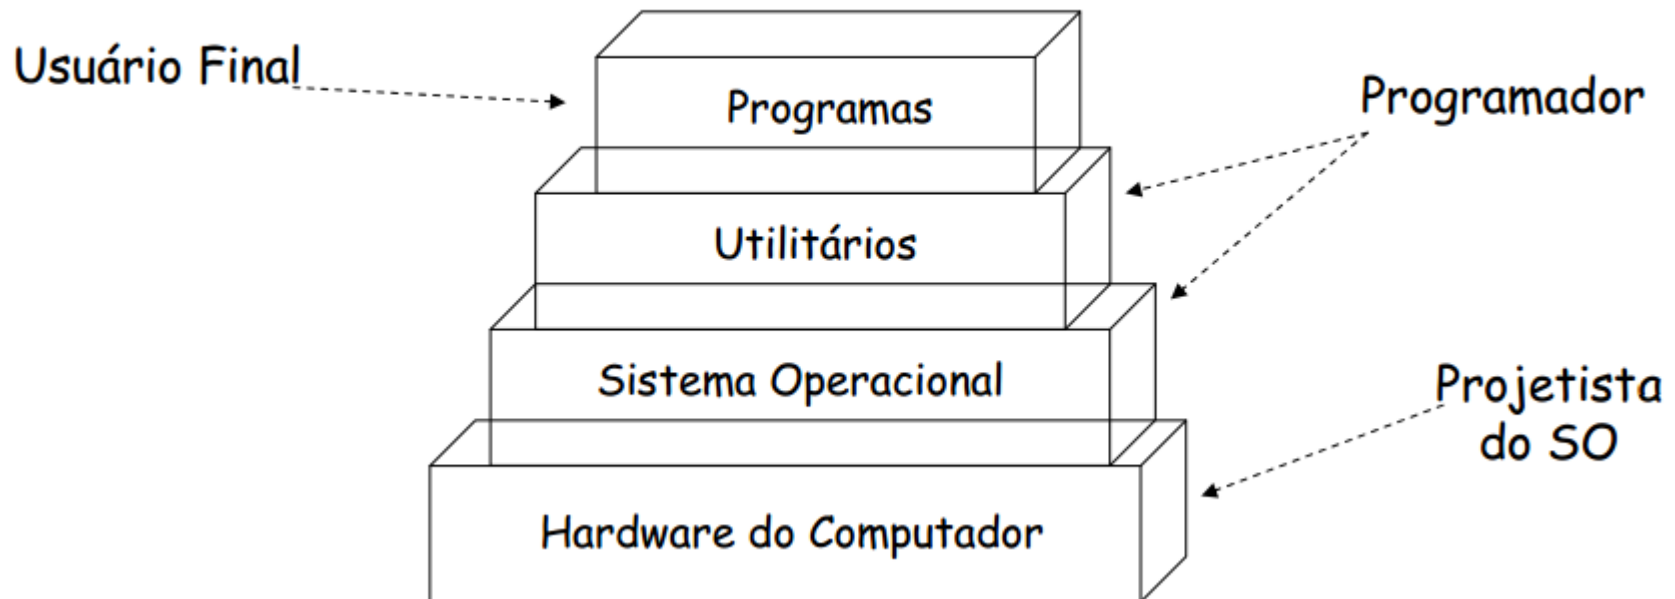 Usuário Final
Programas
Programador
Utilitários
Sistema Operacional
Projetista
do SO
Hardware do Computador